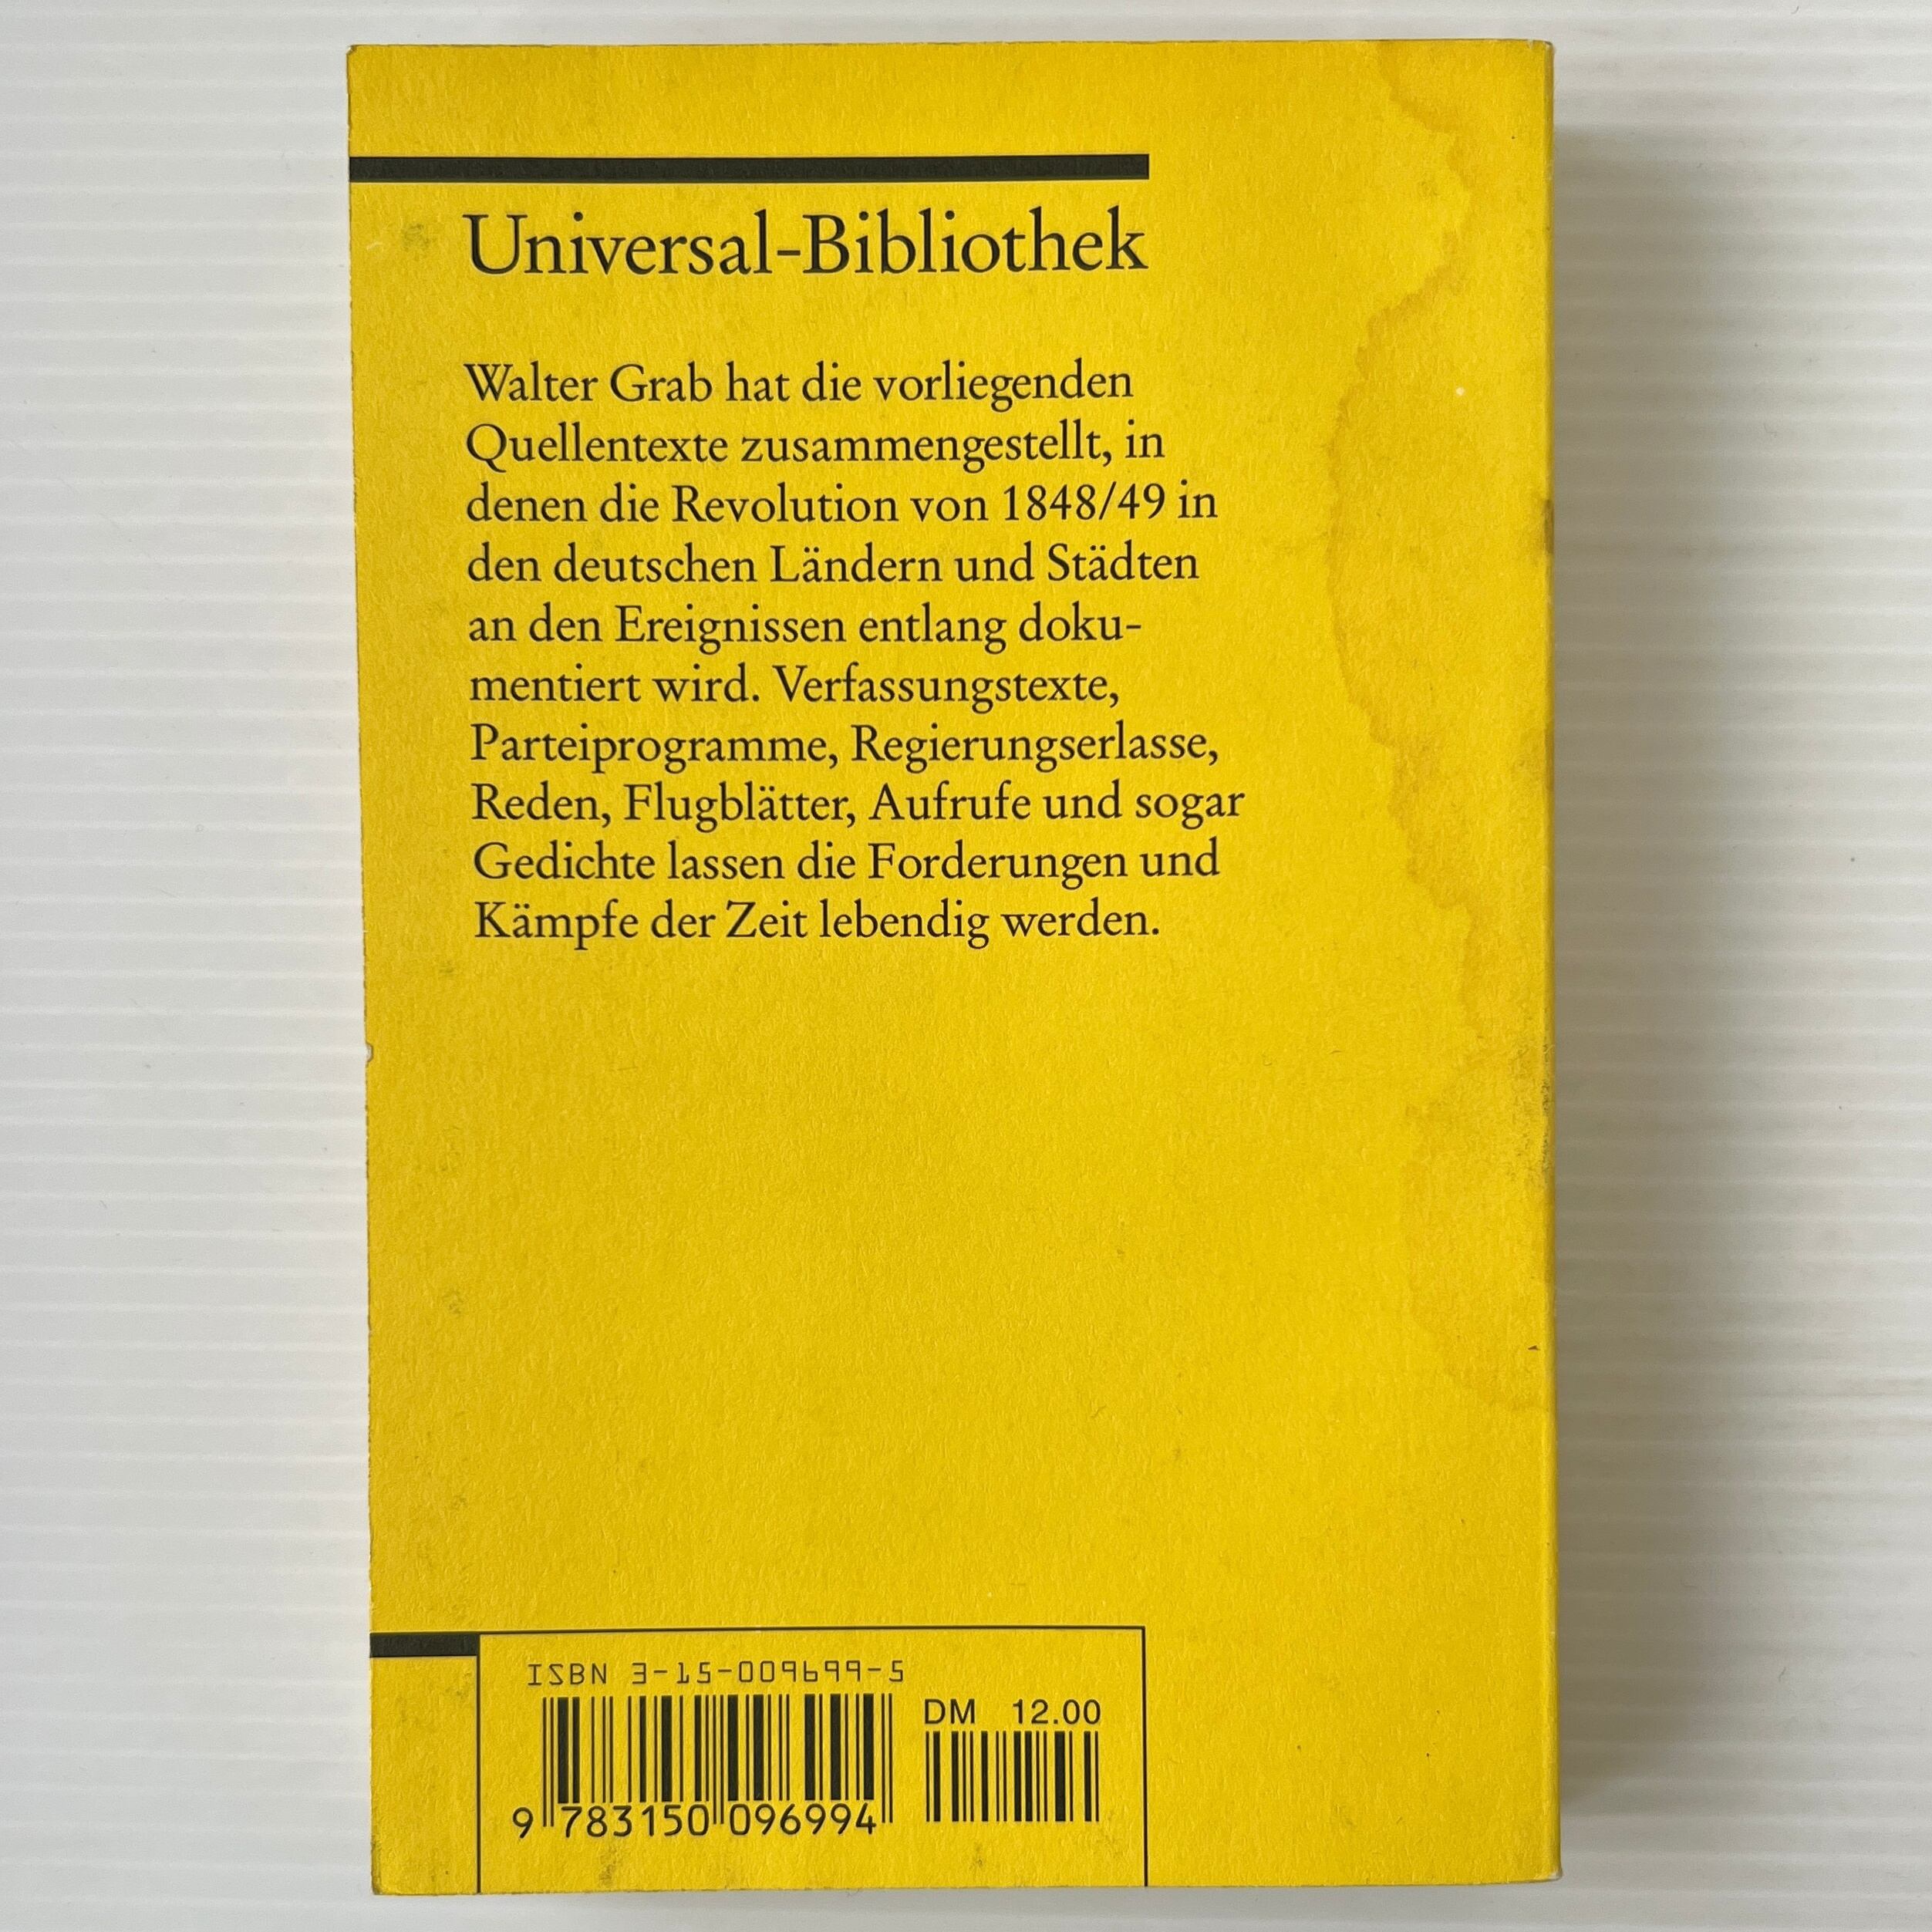 Universal-Bibliothek
Walter Grab hat die vorliegenden
Quellentexte zusammengestellt, in
denen die Revolution von 1848/49 in
den deutschen Ländern und Städten
an den Ereignissen entlang doku-
mentiert wird. Verfassungstexte,
Parteiprogramme, Regierungserlasse,
Reden, Flugblätter, Aufrufe und sogar
Gedichte lassen die Forderungen und
Kämpfe der Zeit lebendig werden.
ISBN 3-15-009699-5
DM 12.00
9 783150 096994